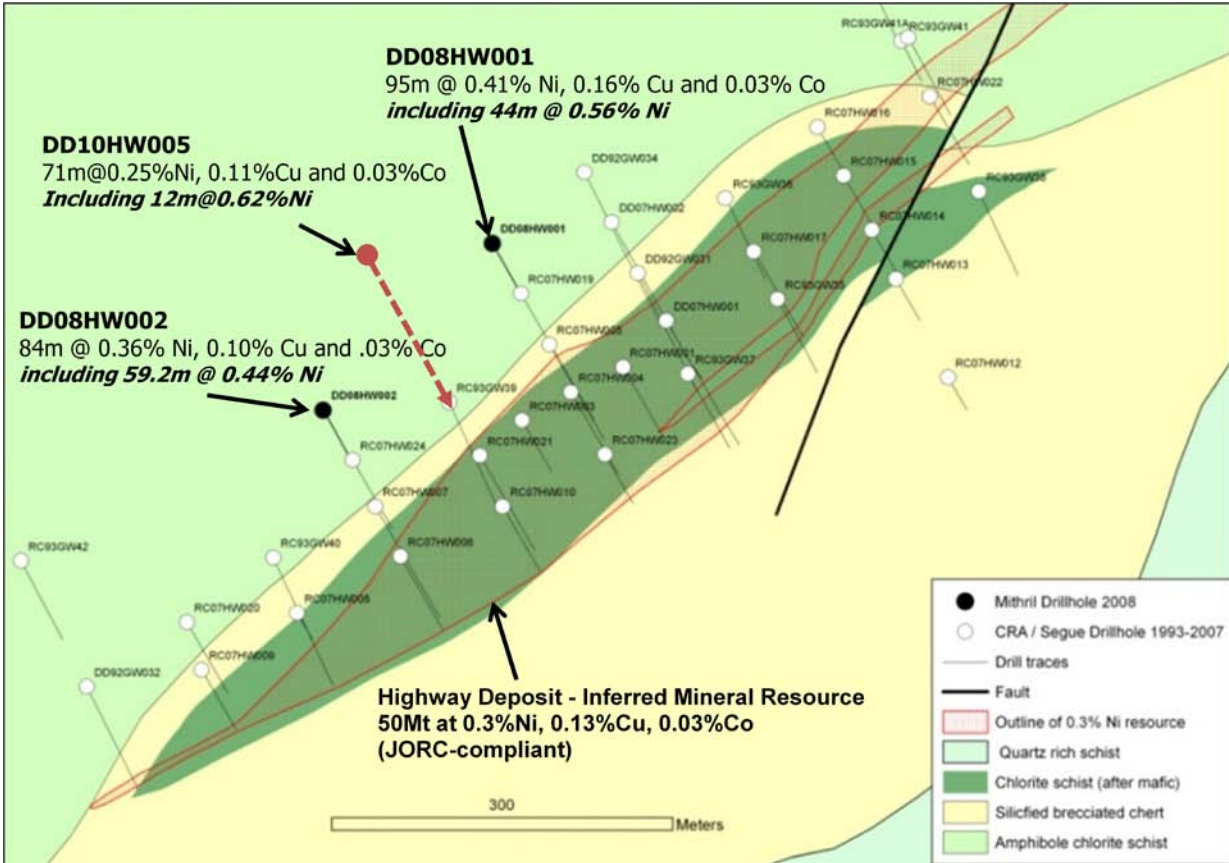 RC93GW41A
RC93GW41
DD08HW001
95m @ 0.41% Ni, 0.16% Cu and 0.03% Co
including 44m @ 0.56% Ni
RC07HW022
RC07HW016
DD10HW005
71m@0.25%Ni, 0.11%Cu and 0.03%Co
Including 12m@0.62%Ni
DD92GW034
RC07HW015
RC93GW36
RC93GW38
DD07HW002
RC07HW014
DD08HW001
RC07HW017
DD92GW031
RC07HW013
RC07HW019
RC93GW35
DD08HW002
84m @ 0.36% Ni, 0.10% Cu and .03% Co
including 59.2m @ 0.44% Ni
DD07HW001
RC07HW005
RC07HW001
RC93GW37
RC07HW012
RC07HW004
RC93GW39
DD08HW002
RC07HW003
RC07HW021
RC07HW023
RC07HW024
RC07HW007
RC07HW010
RC93GW42
RC93GW40
RC07HW006
RC07HW008
RC07HW020
RC07HW009
DD92GW032
Highway Deposit - Inferred Mineral Resource
50Mt at 0.3%Ni, 0.13%Cu, 0.03%Co
(JORC-compliant)
300
Meters
Mithril Drillhole 2008
CRA / Segue Drillhole 1993-2007
Drill traces
Fault
Outline of 0.3% Ni resource
Quartz rich schist
Chlorite schist (after mafic)
Silicfied brecciated chert
Amphibole chlorite schist